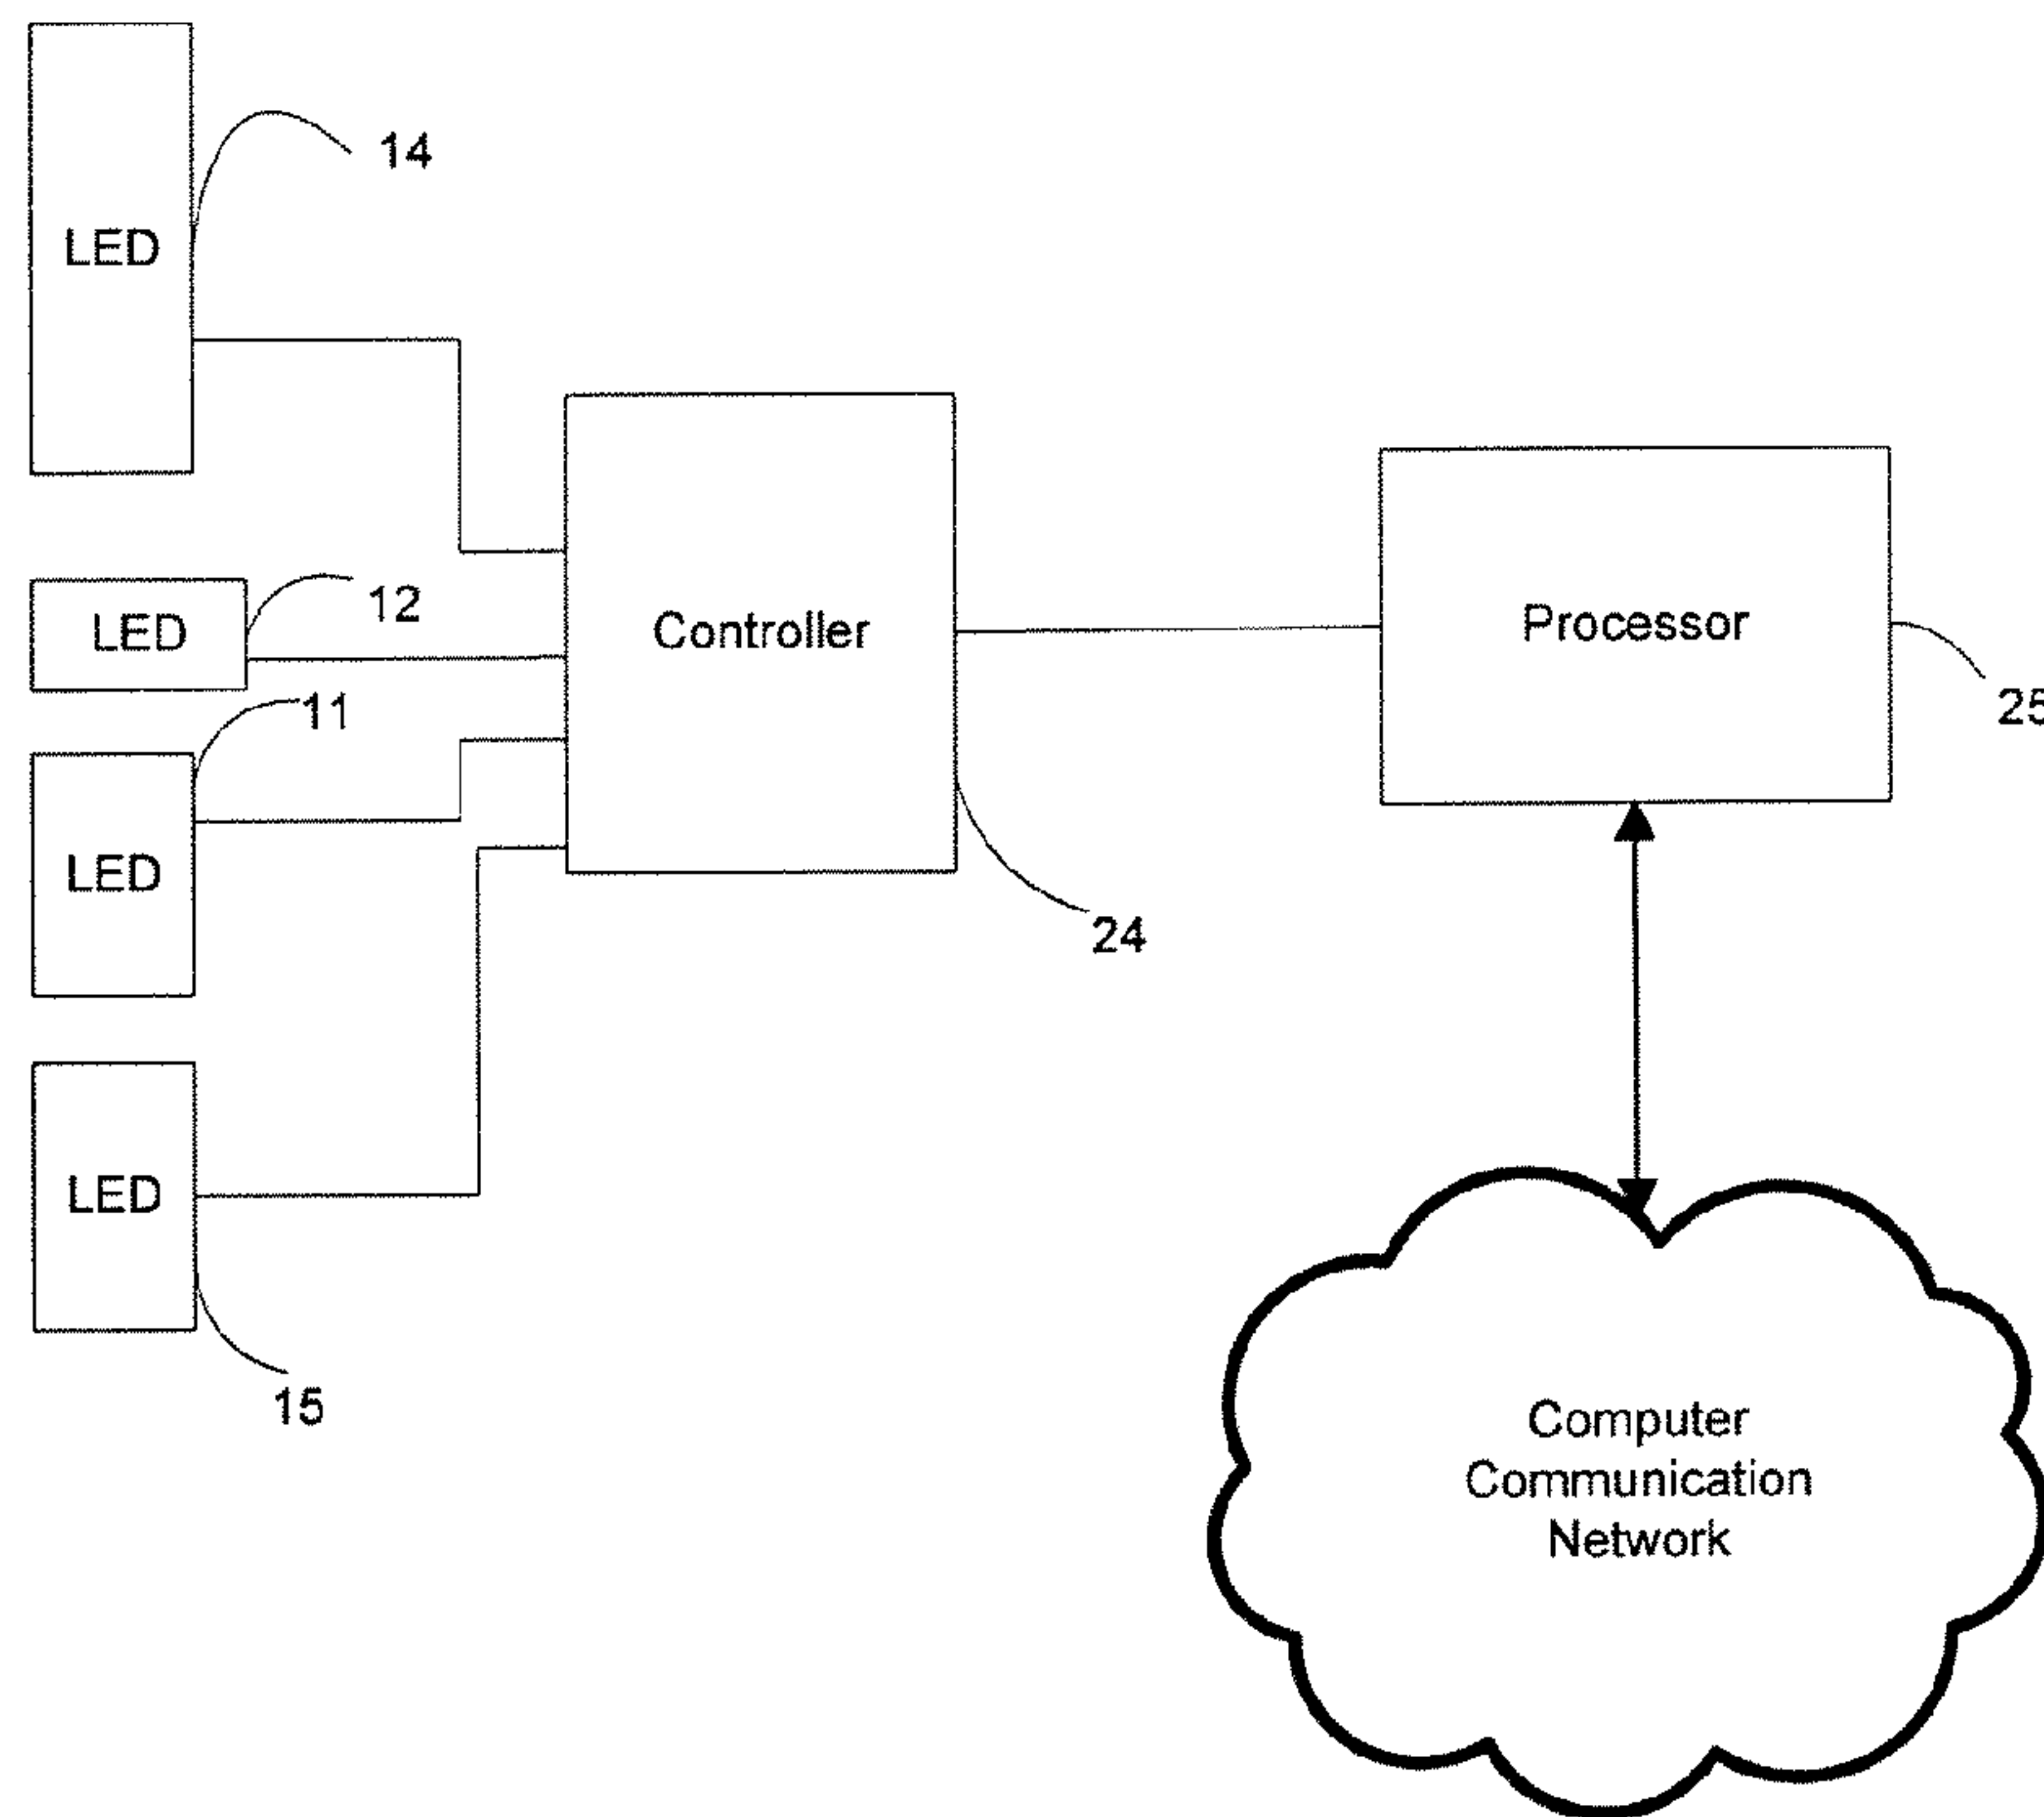 14
LED
12
LED
Controller
Processor
25
11
LED
24
LED
15
Computer
Communication
Network